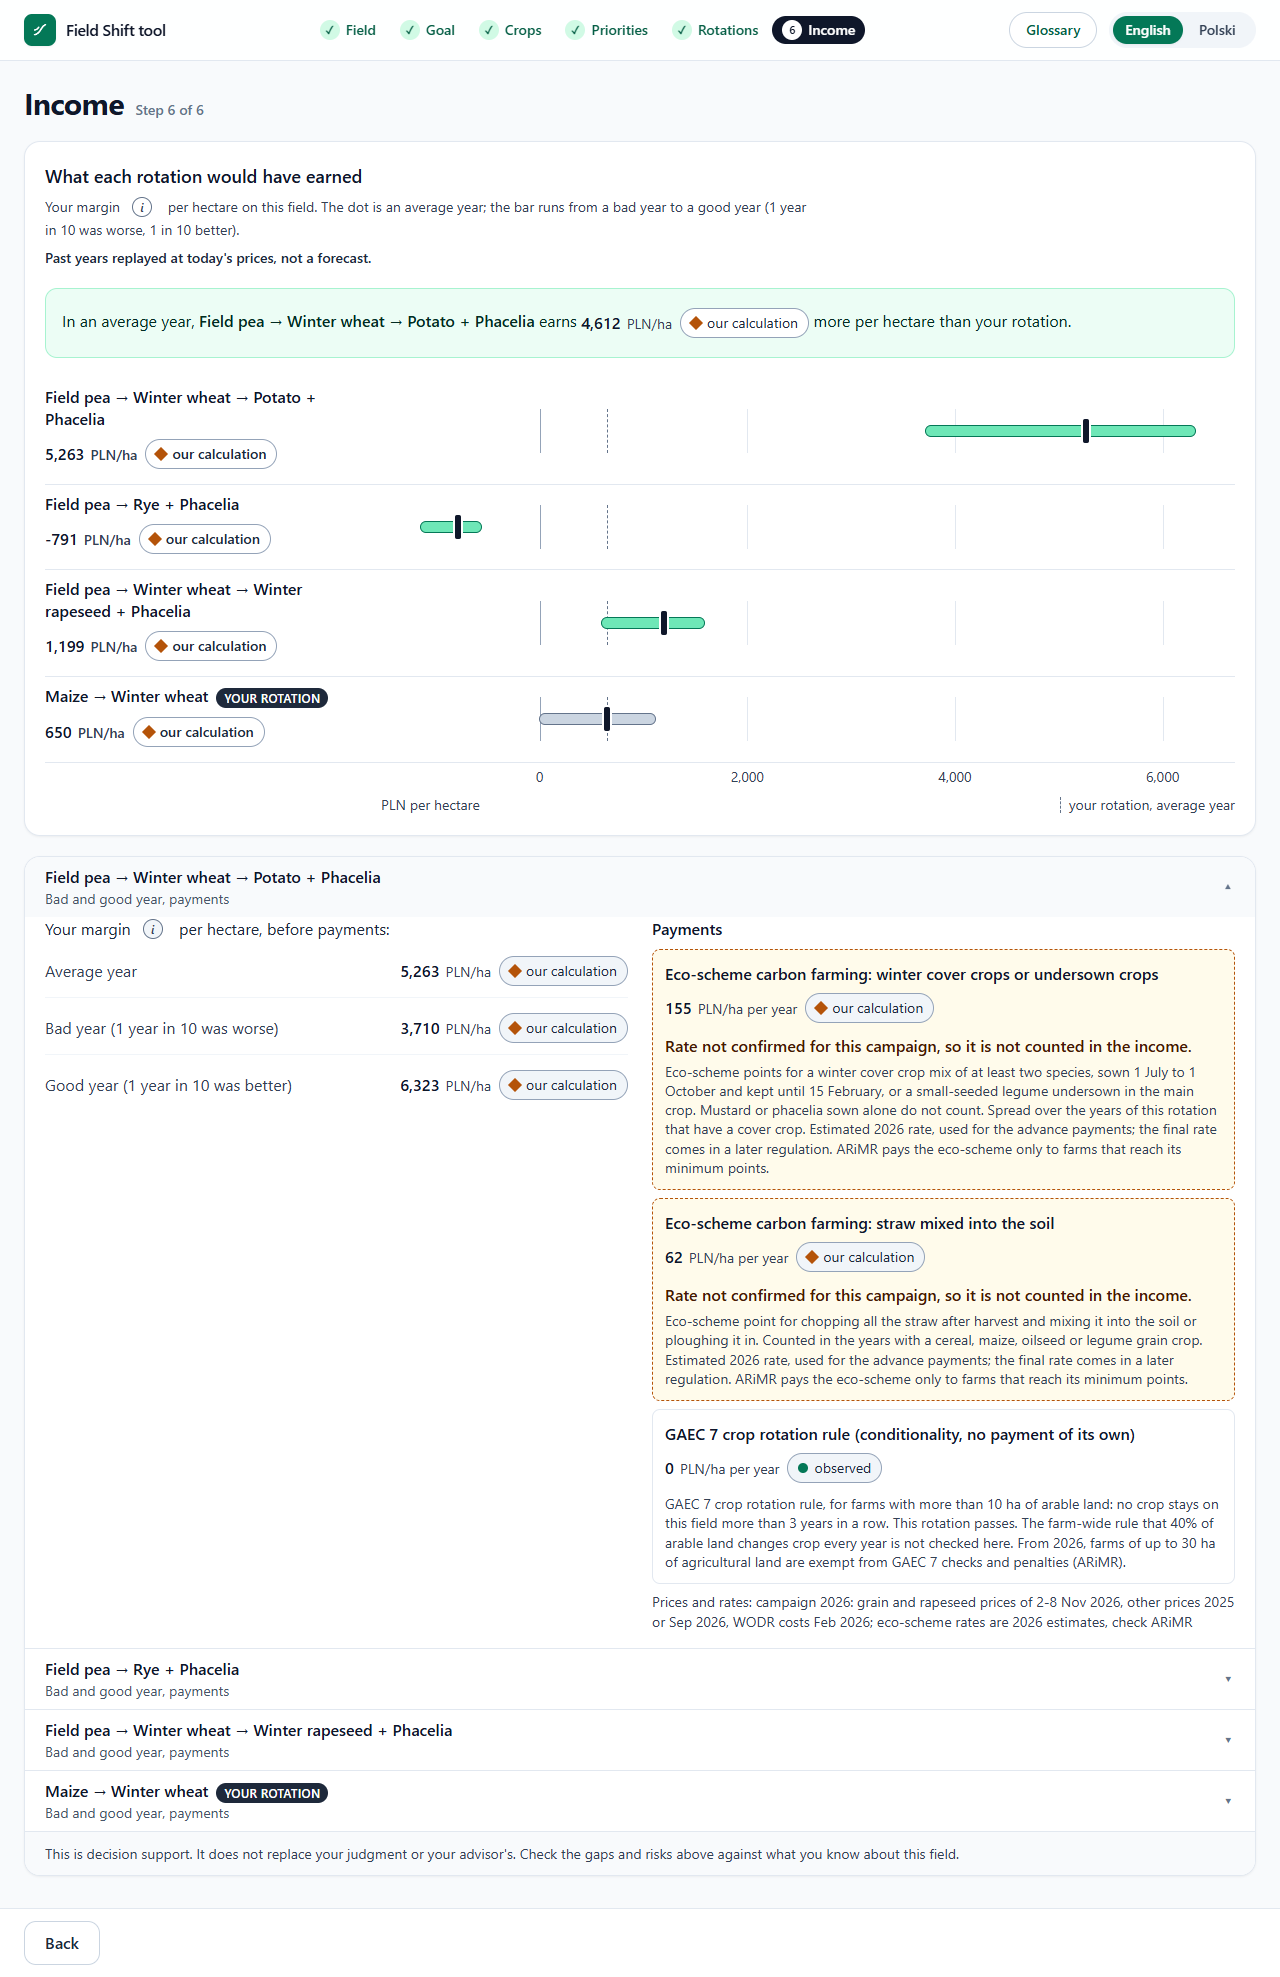 Field Shift tool
✓ Field ✓ Goal ✓ Crops ✓ Priorities ✓ Rotations 6 Income
Glossary English Polski
Income Step 6 of 6
What each rotation would have earned
Your margin i per hectare on this field. The dot is an average year; the bar runs from a bad year to a good year (1 year
in 10 was worse, 1 in 10 better).
Past years replayed at today's prices, not a forecast.
In an average year, Field pea → Winter wheat → Potato + Phacelia earns 4,612 PLN/ha our calculation more per hectare than your rotation.
Field pea → Winter wheat → Potato +
Phacelia
5,263 PLN/ha our calculation
Field pea → Rye + Phacelia
-791 PLN/ha our calculation
Field pea → Winter wheat → Winter
rapeseed + Phacelia
1,199 PLN/ha our calculation
Maize → Winter wheat YOUR ROTATION
650 PLN/ha our calculation
0 2,000 4,000 6,000
PLN per hectare your rotation, average year
Field pea → Winter wheat → Potato + Phacelia
Bad and good year, payments
Your margin i per hectare, before payments:
Average year 5,263 PLN/ha our calculation
Bad year (1 year in 10 was worse) 3,710 PLN/ha our calculation
Good year (1 year in 10 was better) 6,323 PLN/ha our calculation
Payments
Eco-scheme carbon farming: winter cover crops or undersown crops
155 PLN/ha per year our calculation
Rate not confirmed for this campaign, so it is not counted in the income.
Eco-scheme points for a winter cover crop mix of at least two species, sown 1 July to 1
October and kept until 15 February, or a small-seeded legume undersown in the main
crop. Mustard or phacelia sown alone do not count. Spread over the years of this rotation
that have a cover crop. Estimated 2026 rate, used for the advance payments; the final rate
comes in a later regulation. ARiMR pays the eco-scheme only to farms that reach its
minimum points.
Eco-scheme carbon farming: straw mixed into the soil
62 PLN/ha per year our calculation
Rate not confirmed for this campaign, so it is not counted in the income.
Eco-scheme point for chopping all the straw after harvest and mixing it into the soil or
ploughing it in. Counted in the years with a cereal, maize, oilseed or legume grain crop.
Estimated 2026 rate, used for the advance payments; the final rate comes in a later
regulation. ARiMR pays the eco-scheme only to farms that reach its minimum points.
GAEC 7 crop rotation rule (conditionality, no payment of its own)
0 PLN/ha per year observed
GAEC 7 crop rotation rule, for farms with more than 10 ha of arable land: no crop stays on
this field more than 3 years in a row. This rotation passes. The farm-wide rule that 40% of
arable land changes crop every year is not checked here. From 2026, farms of up to 30 ha
of agricultural land are exempt from GAEC 7 checks and penalties (ARiMR).
Prices and rates: campaign 2026: grain and rapeseed prices of 2-8 Nov 2026, other prices 2025
or Sep 2026, WODR costs Feb 2026; eco-scheme rates are 2026 estimates, check ARiMR
Field pea → Rye + Phacelia
Bad and good year, payments
Field pea → Winter wheat → Winter rapeseed + Phacelia
Bad and good year, payments
Maize → Winter wheat YOUR ROTATION
Bad and good year, payments
This is decision support. It does not replace your judgment or your advisor's. Check the gaps and risks above against what you know about this field.
Back